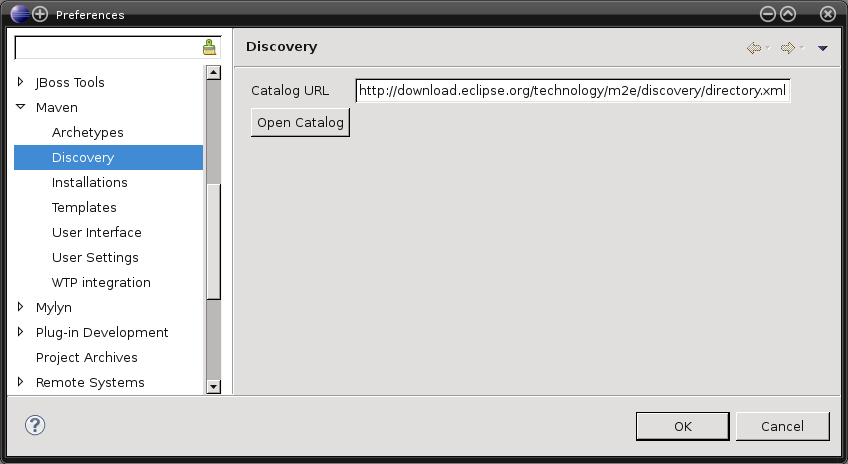 Preferences
Discovery
JBoss Tools
Maven
Archetypes
Discovery
Installations
Templates
User Interface
User Settings
WTP integration
Mylyn
Plug-in Development
Project Archives
Remote Systems
Catalog URL http://download.eclipse.org/technology/m2e/discovery/directory.xml
Open Catalog
?
OK Cancel